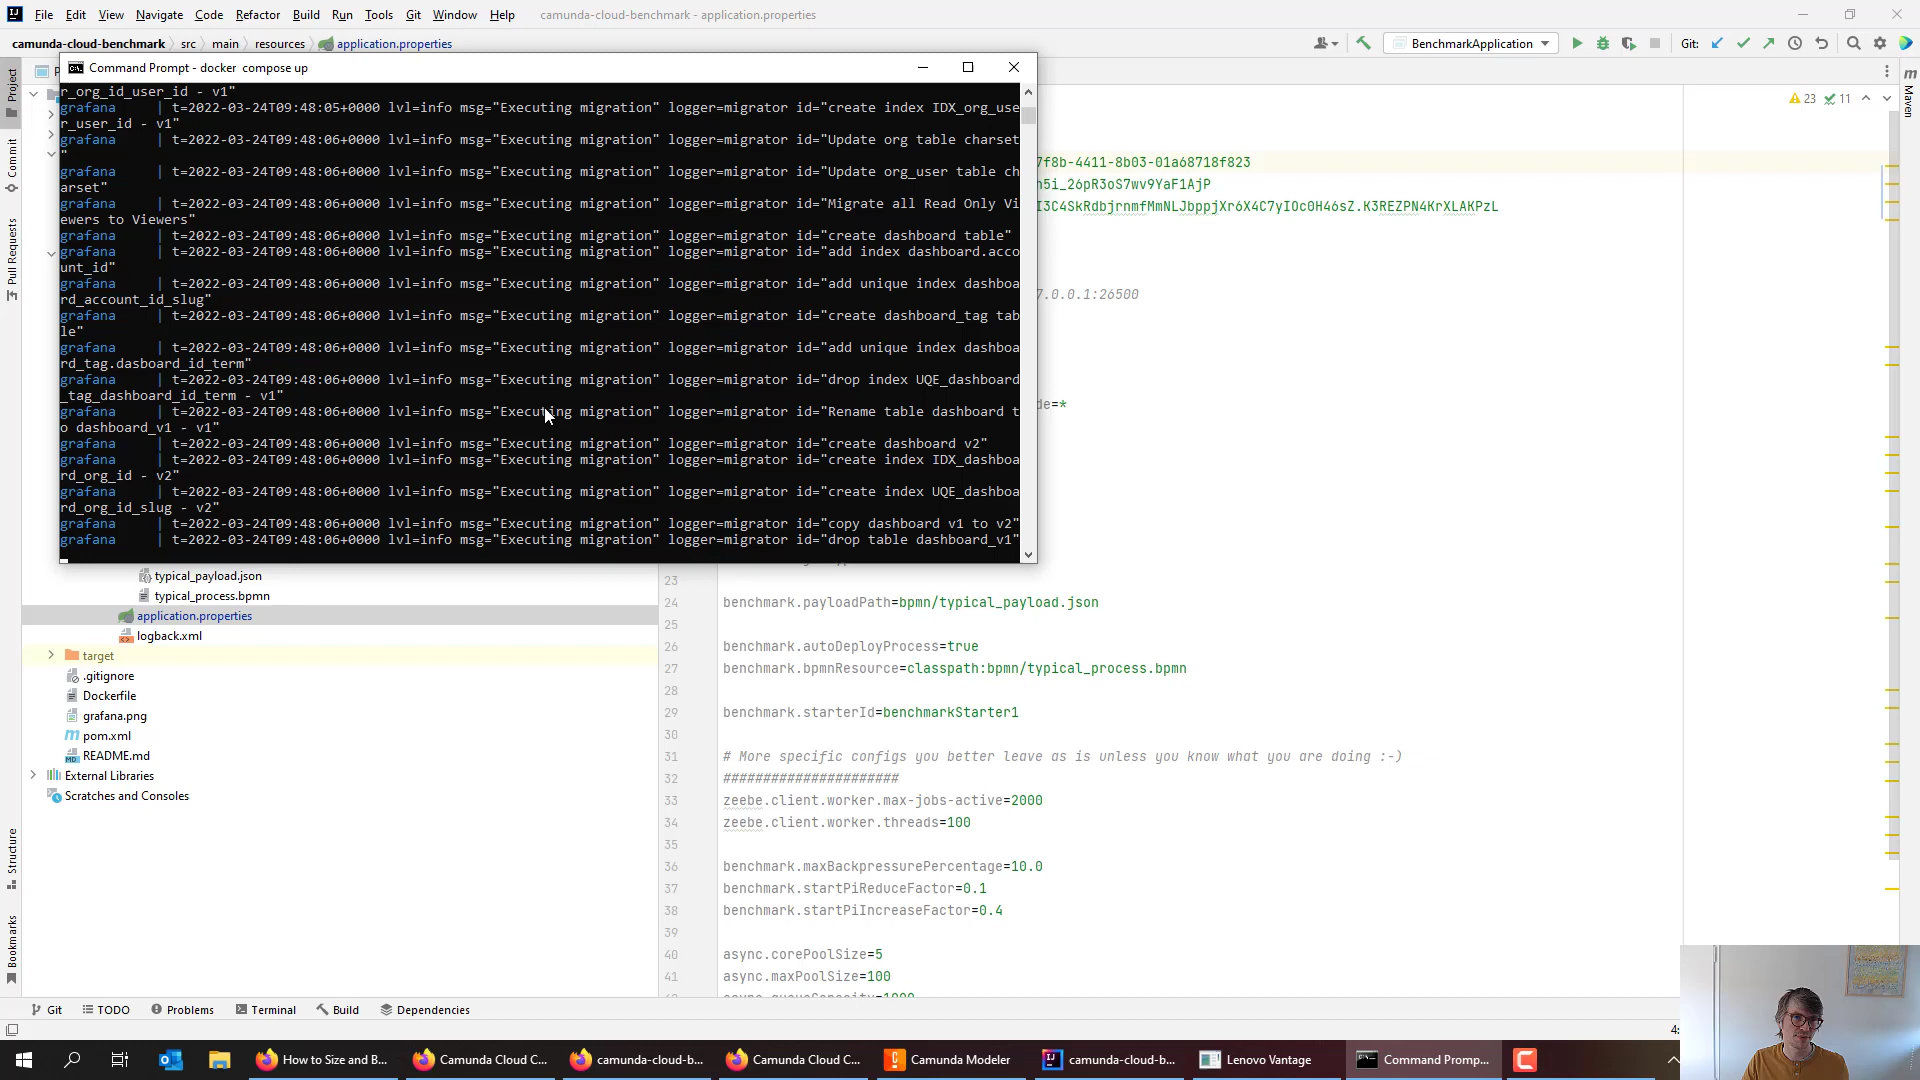 File Edit View Navigate Code Refactor Build Run Tools Git Window Help camunda-cloud-benchmark - application.properties
camunda-cloud-benchmark src main resources application.properties
BenchmarkApplication Git:
Command Prompt - docker compose up
r_org_id_user_id - v1"
grafana | t=2022-03-24T09:48:05+0000 lvl=info msg="Executing migration" logger=migrator id="create index IDX_org_use
r_user_id - v1"
grafana | t=2022-03-24T09:48:06+0000 lvl=info msg="Executing migration" logger=migrator id="Update org table charset
"
grafana | t=2022-03-24T09:48:06+0000 lvl=info msg="Executing migration" logger=migrator id="Update org_user table ch
arset"
grafana | t=2022-03-24T09:48:06+0000 lvl=info msg="Executing migration" logger=migrator id="Migrate all Read Only Vi
ewers to Viewers"
grafana | t=2022-03-24T09:48:06+0000 lvl=info msg="Executing migration" logger=migrator id="create dashboard table"
grafana | t=2022-03-24T09:48:06+0000 lvl=info msg="Executing migration" logger=migrator id="add index dashboard.acco
unt_id"
grafana | t=2022-03-24T09:48:06+0000 lvl=info msg="Executing migration" logger=migrator id="add unique index dashboa
rd_account_id_slug"
grafana | t=2022-03-24T09:48:06+0000 lvl=info msg="Executing migration" logger=migrator id="create dashboard_tag tab
le"
grafana | t=2022-03-24T09:48:06+0000 lvl=info msg="Executing migration" logger=migrator id="add unique index dashboa
rd_tag.dasboard_id_term"
grafana | t=2022-03-24T09:48:06+0000 lvl=info msg="Executing migration" logger=migrator id="drop index UQE_dashboard
_tag_dashboard_id_term - v1"
grafana | t=2022-03-24T09:48:06+0000 lvl=info msg="Executing migration" logger=migrator id="Rename table dashboard t
o dashboard_v1 - v1"
grafana | t=2022-03-24T09:48:06+0000 lvl=info msg="Executing migration" logger=migrator id="create dashboard v2"
grafana | t=2022-03-24T09:48:06+0000 lvl=info msg="Executing migration" logger=migrator id="create index IDX_dashboa
rd_org_id - v2"
grafana | t=2022-03-24T09:48:06+0000 lvl=info msg="Executing migration" logger=migrator id="create index UQE_dashboa
rd_org_id_slug - v2"
grafana | t=2022-03-24T09:48:06+0000 lvl=info msg="Executing migration" logger=migrator id="copy dashboard v1 to v2"
grafana | t=2022-03-24T09:48:06+0000 lvl=info msg="Executing migration" logger=migrator id="drop table dashboard_v1"
23 11
7f8b-4411-8b03-01a68718f823
n5i_26pR3oS7wv9YaF1AjP
I3C4SkRdbjrnmfMmNLJbppjXr6X4C7yIOc0H46sZ.K3REZPN4KrXLAKPzL
7.0.0.1:26500
de=*
Project
Commit
Pull Requests
Structure
Bookmarks
Maven
typical_payload.json
typical_process.bpmn
application.properties
logback.xml
target
.gitignore
Dockerfile
grafana.png
pom.xml
README.md
External Libraries
Scratches and Consoles
23
24 benchmark.payloadPath=bpmn/typical_payload.json
25
26 benchmark.autoDeployProcess=true
27 benchmark.bpmnResource=classpath:bpmn/typical_process.bpmn
28
29 benchmark.starterId=benchmarkStarter1
30
31 # More specific configs you better leave as is unless you know what you are doing :-)
32 ######################
33 zeebe.client.worker.max-jobs-active=2000
34 zeebe.client.worker.threads=100
35
36 benchmark.maxBackpressurePercentage=10.0
37 benchmark.startPiReduceFactor=0.1
38 benchmark.startPiIncreaseFactor=0.4
39
40 async.corePoolSize=5
41 async.maxPoolSize=100
Git TODO Problems Terminal Build Dependencies
4:
How to Size and B... Camunda Cloud C... camunda-cloud-b... Camunda Cloud C... Camunda Modeler camunda-cloud-b... Lenovo Vantage Command Promp...